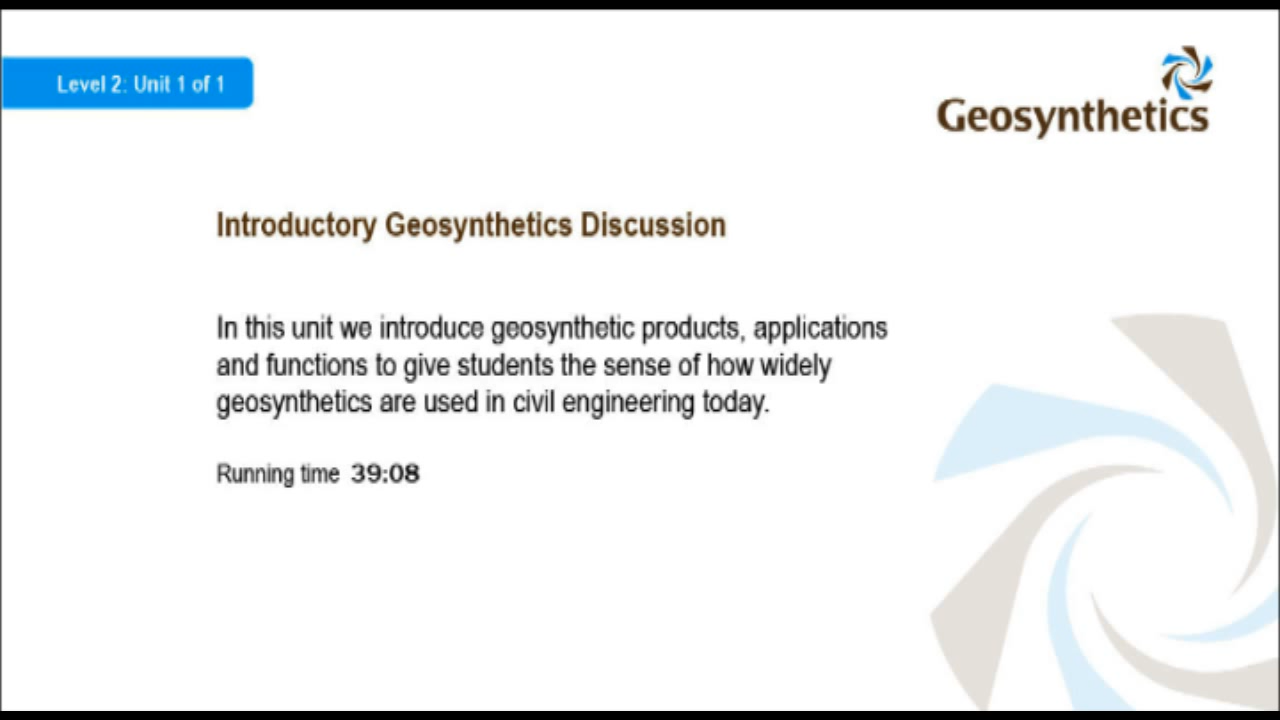 Level 2: Unit 1 of 1
Geosynthetics
Introductory Geosynthetics Discussion
In this unit we introduce geosynthetic products, applications
and functions to give students the sense of how widely
geosynthetics are used in civil engineering today.
Running time 39:08